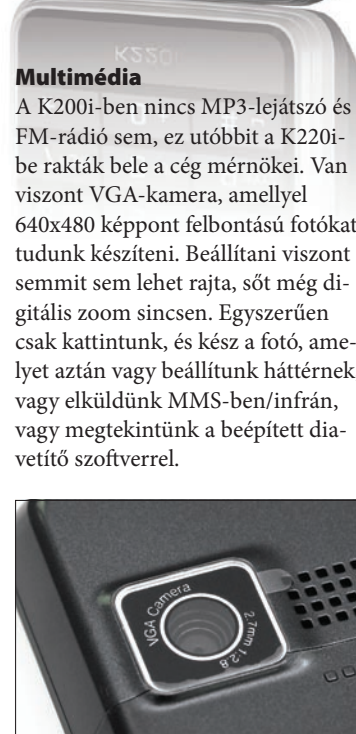 K220i
Multimédia
A K200i-ben nincs MP3-lejátszó és
FM-rádió sem, ez utóbbit a K220i-
be rakták bele a cég mérnökei. Van
viszont VGA-kamera, amellyel
640x480 képpont felbontású fotókat
tudunk készíteni. Beállítani viszont
semmit sem lehet rajta, sőt még di-
gitális zoom sincsen. Egyszerűen
csak kattintunk, és kész a fotó, ame-
lyet aztán vagy beállítunk háttérnek
vagy elküldünk MMS-ben/infrán,
vagy megtekintünk a beépített dia-
vetítő szoftverrel.
VGA Camera
2.7mm 1:2.8